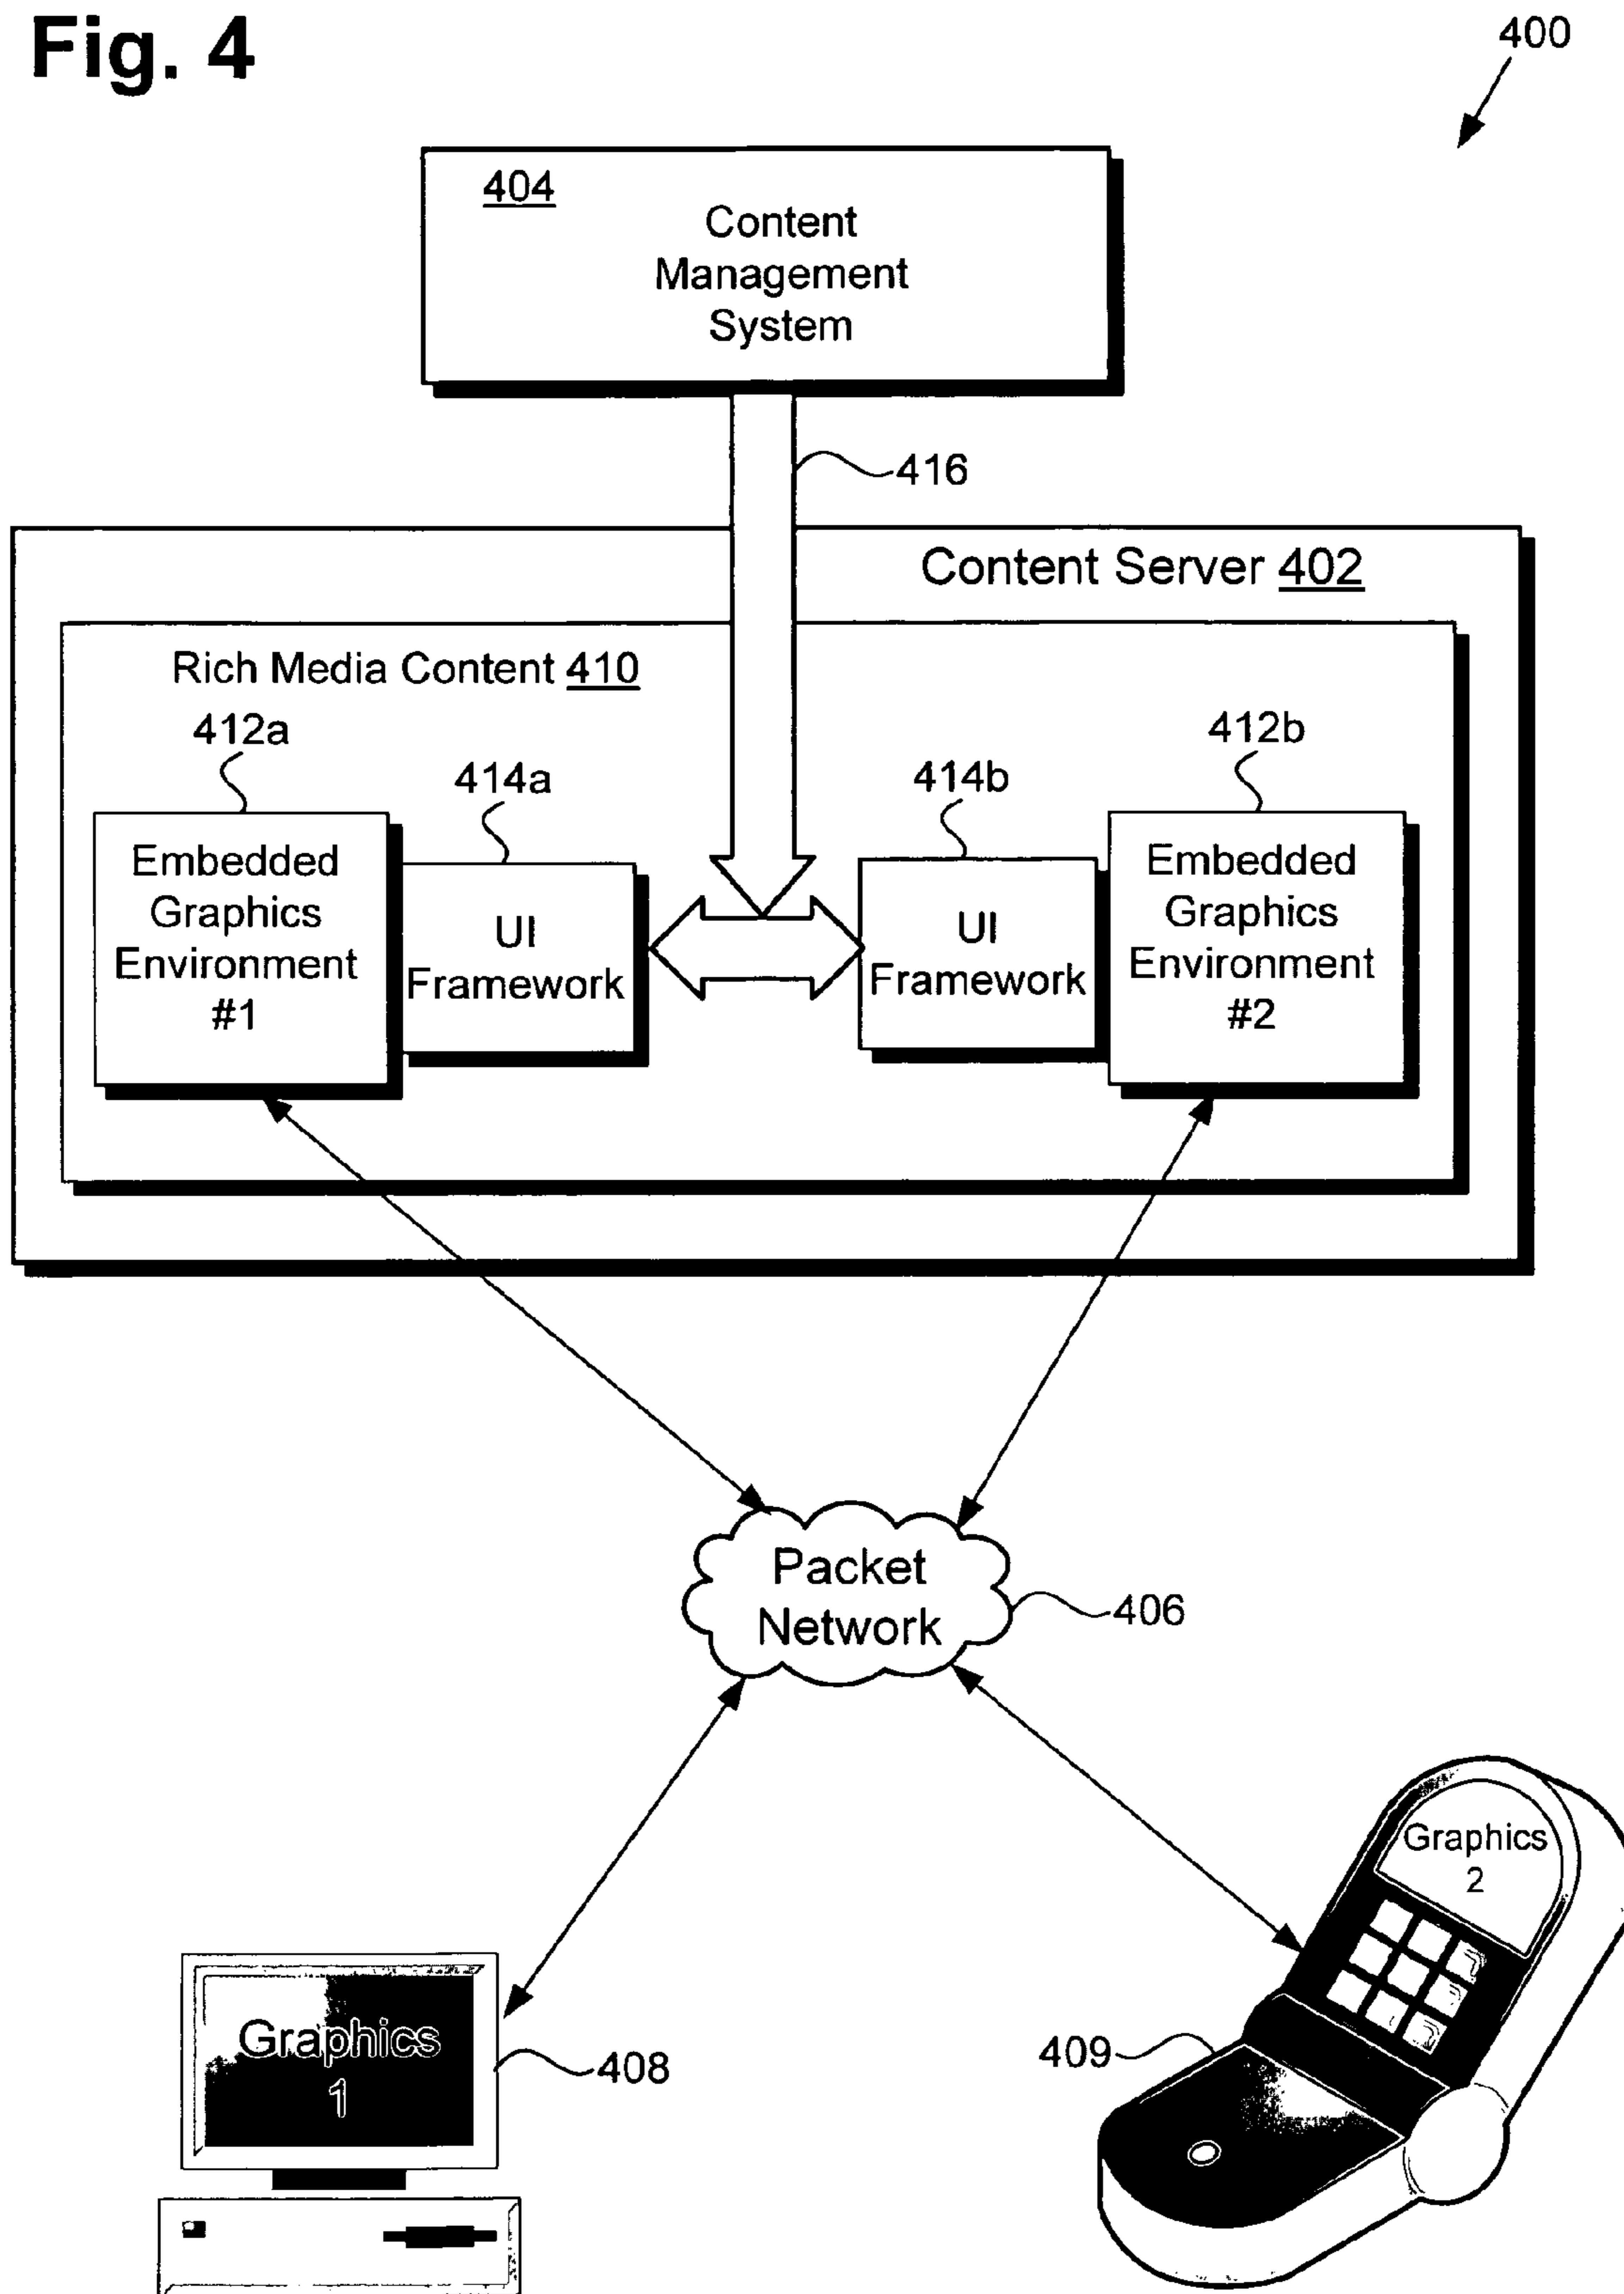 Fig. 4
400
404
Content
Management
System
416
Content Server 402
Rich Media Content 410
412a
414a
414b
412b
Embedded
Graphics
Environment
#1
UI
Framework
UI
Framework
Embedded
Graphics
Environment
#2
Packet
Network
406
Graphics
2
Graphics
1
408
409